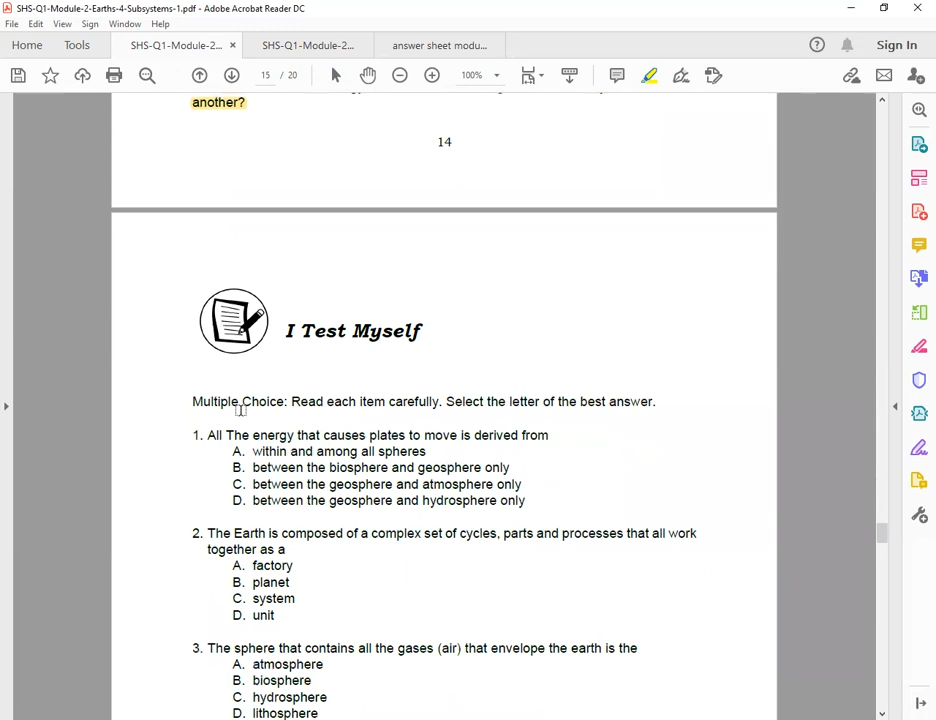 SHS-Q1-Module-2-Earths-4-Subsystems-1.pdf - Adobe Acrobat Reader DC
File Edit View Sign Window Help
Home Tools SHS-Q1-Module-2... × SHS-Q1-Module-2... answer sheet modu... Sign In
15 / 20 100%
another?
14
I Test Myself
Multiple Choice: Read each item carefully. Select the letter of the best answer.
1. All The energy that causes plates to move is derived from
A. within and among all spheres
B. between the biosphere and geosphere only
C. between the geosphere and atmosphere only
D. between the geosphere and hydrosphere only
2. The Earth is composed of a complex set of cycles, parts and processes that all work
together as a
A. factory
B. planet
C. system
D. unit
3. The sphere that contains all the gases (air) that envelope the earth is the
A. atmosphere
B. biosphere
C. hydrosphere
D. lithosphere